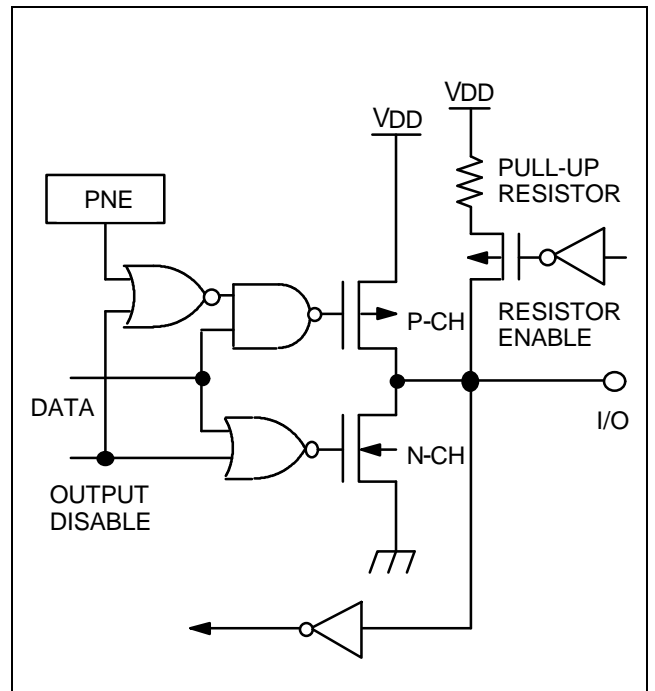 VDD
VDD
PULL-UP
RESISTOR
PNE
P-CH
RESISTOR
ENABLE
DATA
I/O
N-CH
OUTPUT
DISABLE